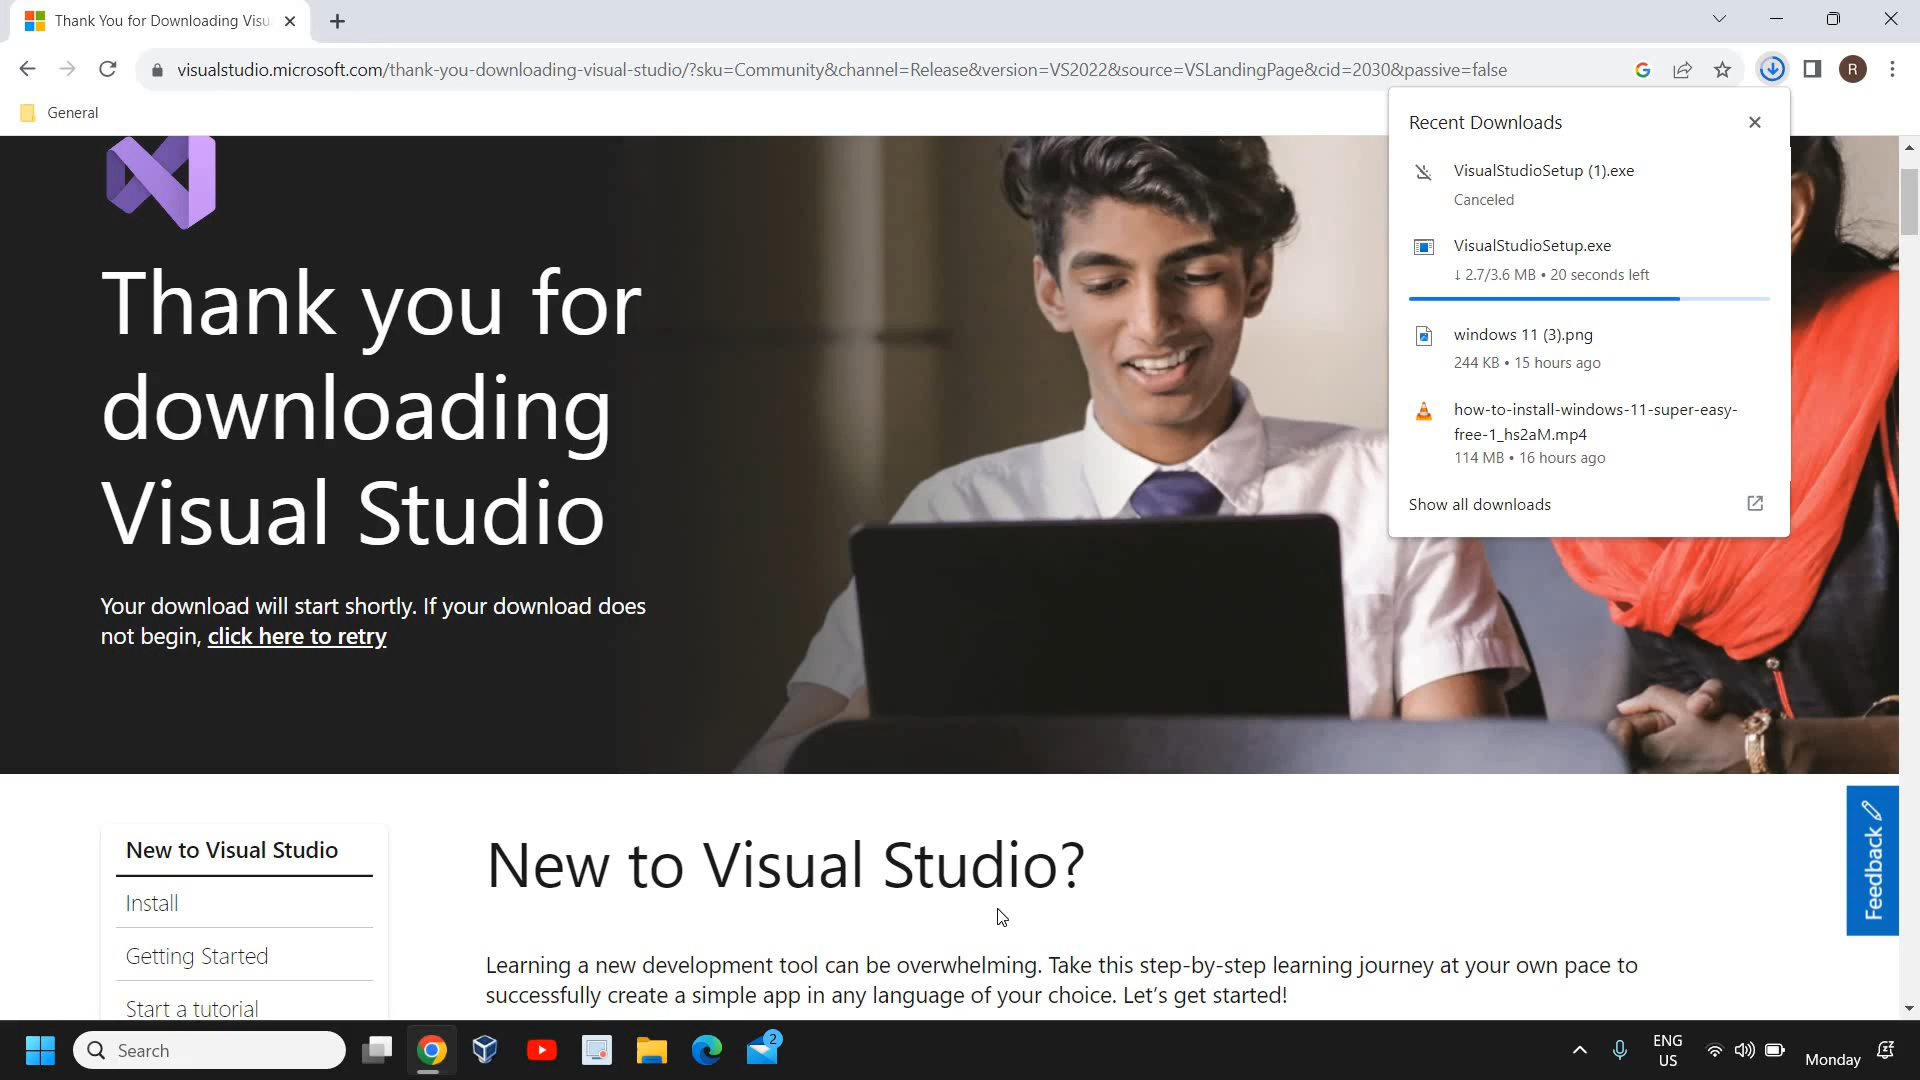 Thank You for Downloading Visu
visualstudio.microsoft.com/thank-you-downloading-visual-studio/?sku=Community&channel=Release&version=VS2022&source=VSLandingPage&cid=2030&passive=false
R
General
Recent Downloads
VisualStudioSetup (1).exe
Canceled
VisualStudioSetup.exe
↓ 2.7/3.6 MB • 20 seconds left
windows 11 (3).png
244 KB • 15 hours ago
how-to-install-windows-11-super-easy-
free-1_hs2aM.mp4
114 MB • 16 hours ago
Show all downloads
Thank you for
downloading
Visual Studio
Your download will start shortly. If your download does
not begin, click here to retry
Feedback
New to Visual Studio
Install
Getting Started
Start a tutorial
New to Visual Studio?
Learning a new development tool can be overwhelming. Take this step-by-step learning journey at your own pace to
successfully create a simple app in any language of your choice. Let's get started!
Search
2
ENG
US
Monday